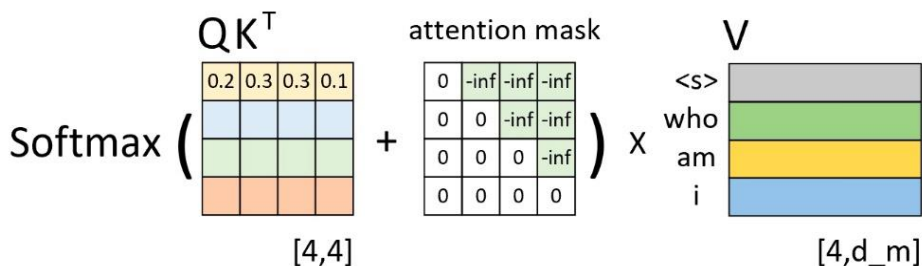 QK^T attention mask V
0.2 0.3 0.3 0.1 0 -inf -inf -inf <s>
Softmax ( + 0 0 -inf -inf ) x who
0 0 0 -inf am
0 0 0 0 i
[4,4] [4,d_m]